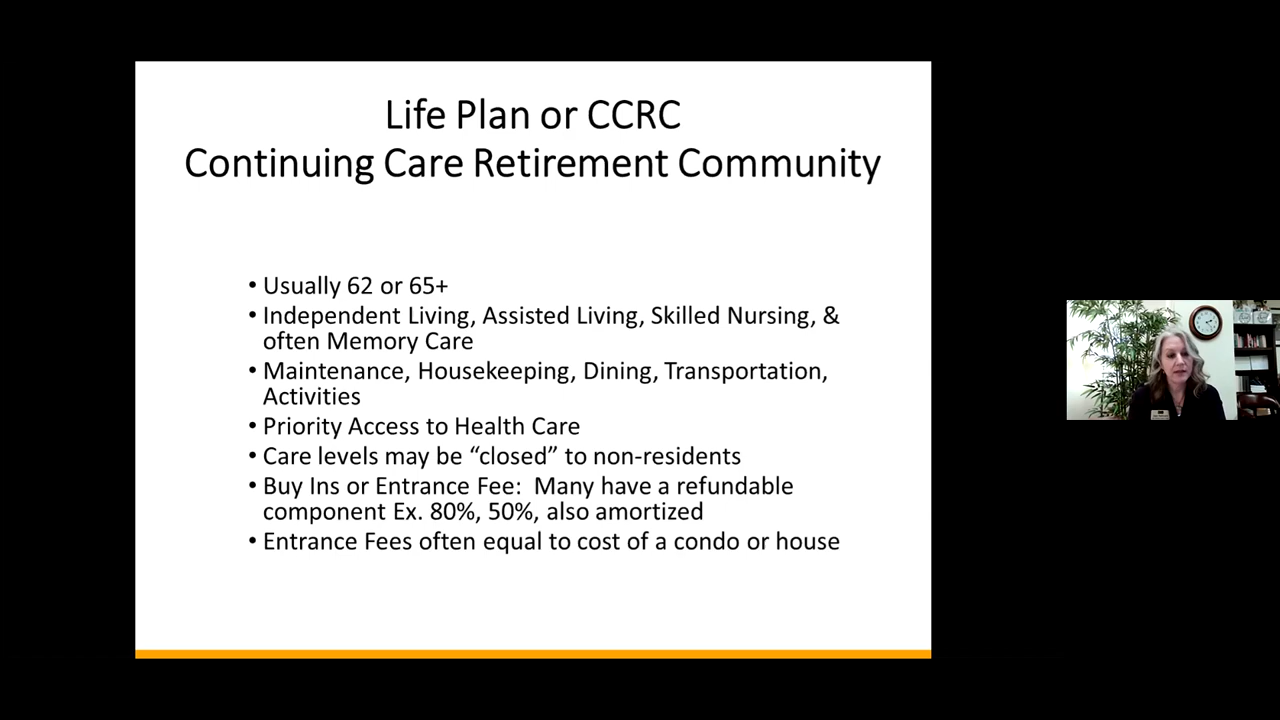 Life Plan or CCRC
Continuing Care Retirement Community
• Usually 62 or 65+
• Independent Living, Assisted Living, Skilled Nursing, &
often Memory Care
• Maintenance, Housekeeping, Dining, Transportation,
Activities
• Priority Access to Health Care
• Care levels may be “closed” to non-residents
• Buy Ins or Entrance Fee:  Many have a refundable
component Ex. 80%, 50%, also amortized
• Entrance Fees often equal to cost of a condo or house